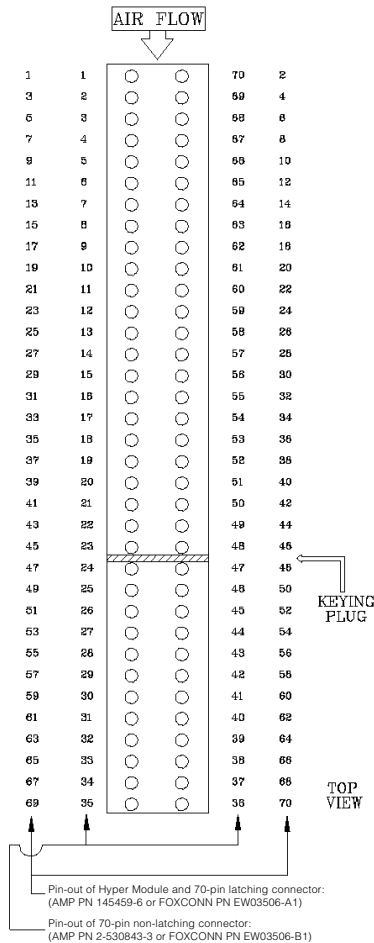 AIR FLOW
1 1 70 2
3 2 69 4
5 3 68 6
7 4 67 8
9 5 66 10
11 6 65 12
13 7 64 14
15 8 63 16
17 9 62 18
19 10 61 20
21 11 60 22
23 12 59 24
25 13 58 26
27 14 57 28
29 15 56 30
31 16 55 32
33 17 54 34
35 18 53 36
37 19 52 38
39 20 51 40
41 21 50 42
43 22 49 44
45 23 48 46
47 24 47 48
49 25 46 50
51 26 45 52
53 27 44 54
55 28 43 56
57 29 42 58
59 30 41 60
61 31 40 62
63 32 39 64
65 33 38 66
67 34 37 68
69 35 36 70
KEYING
PLUG
TOP
VIEW
Pin-out of Hyper Module and 70-pin latching connector:
(AMP PN 145459-6 or FOXCONN PN EW03506-A1)
Pin-out of 70-pin non-latching connector:
(AMP PN 2-530843-3 or FOXCONN PN EW03506-B1)